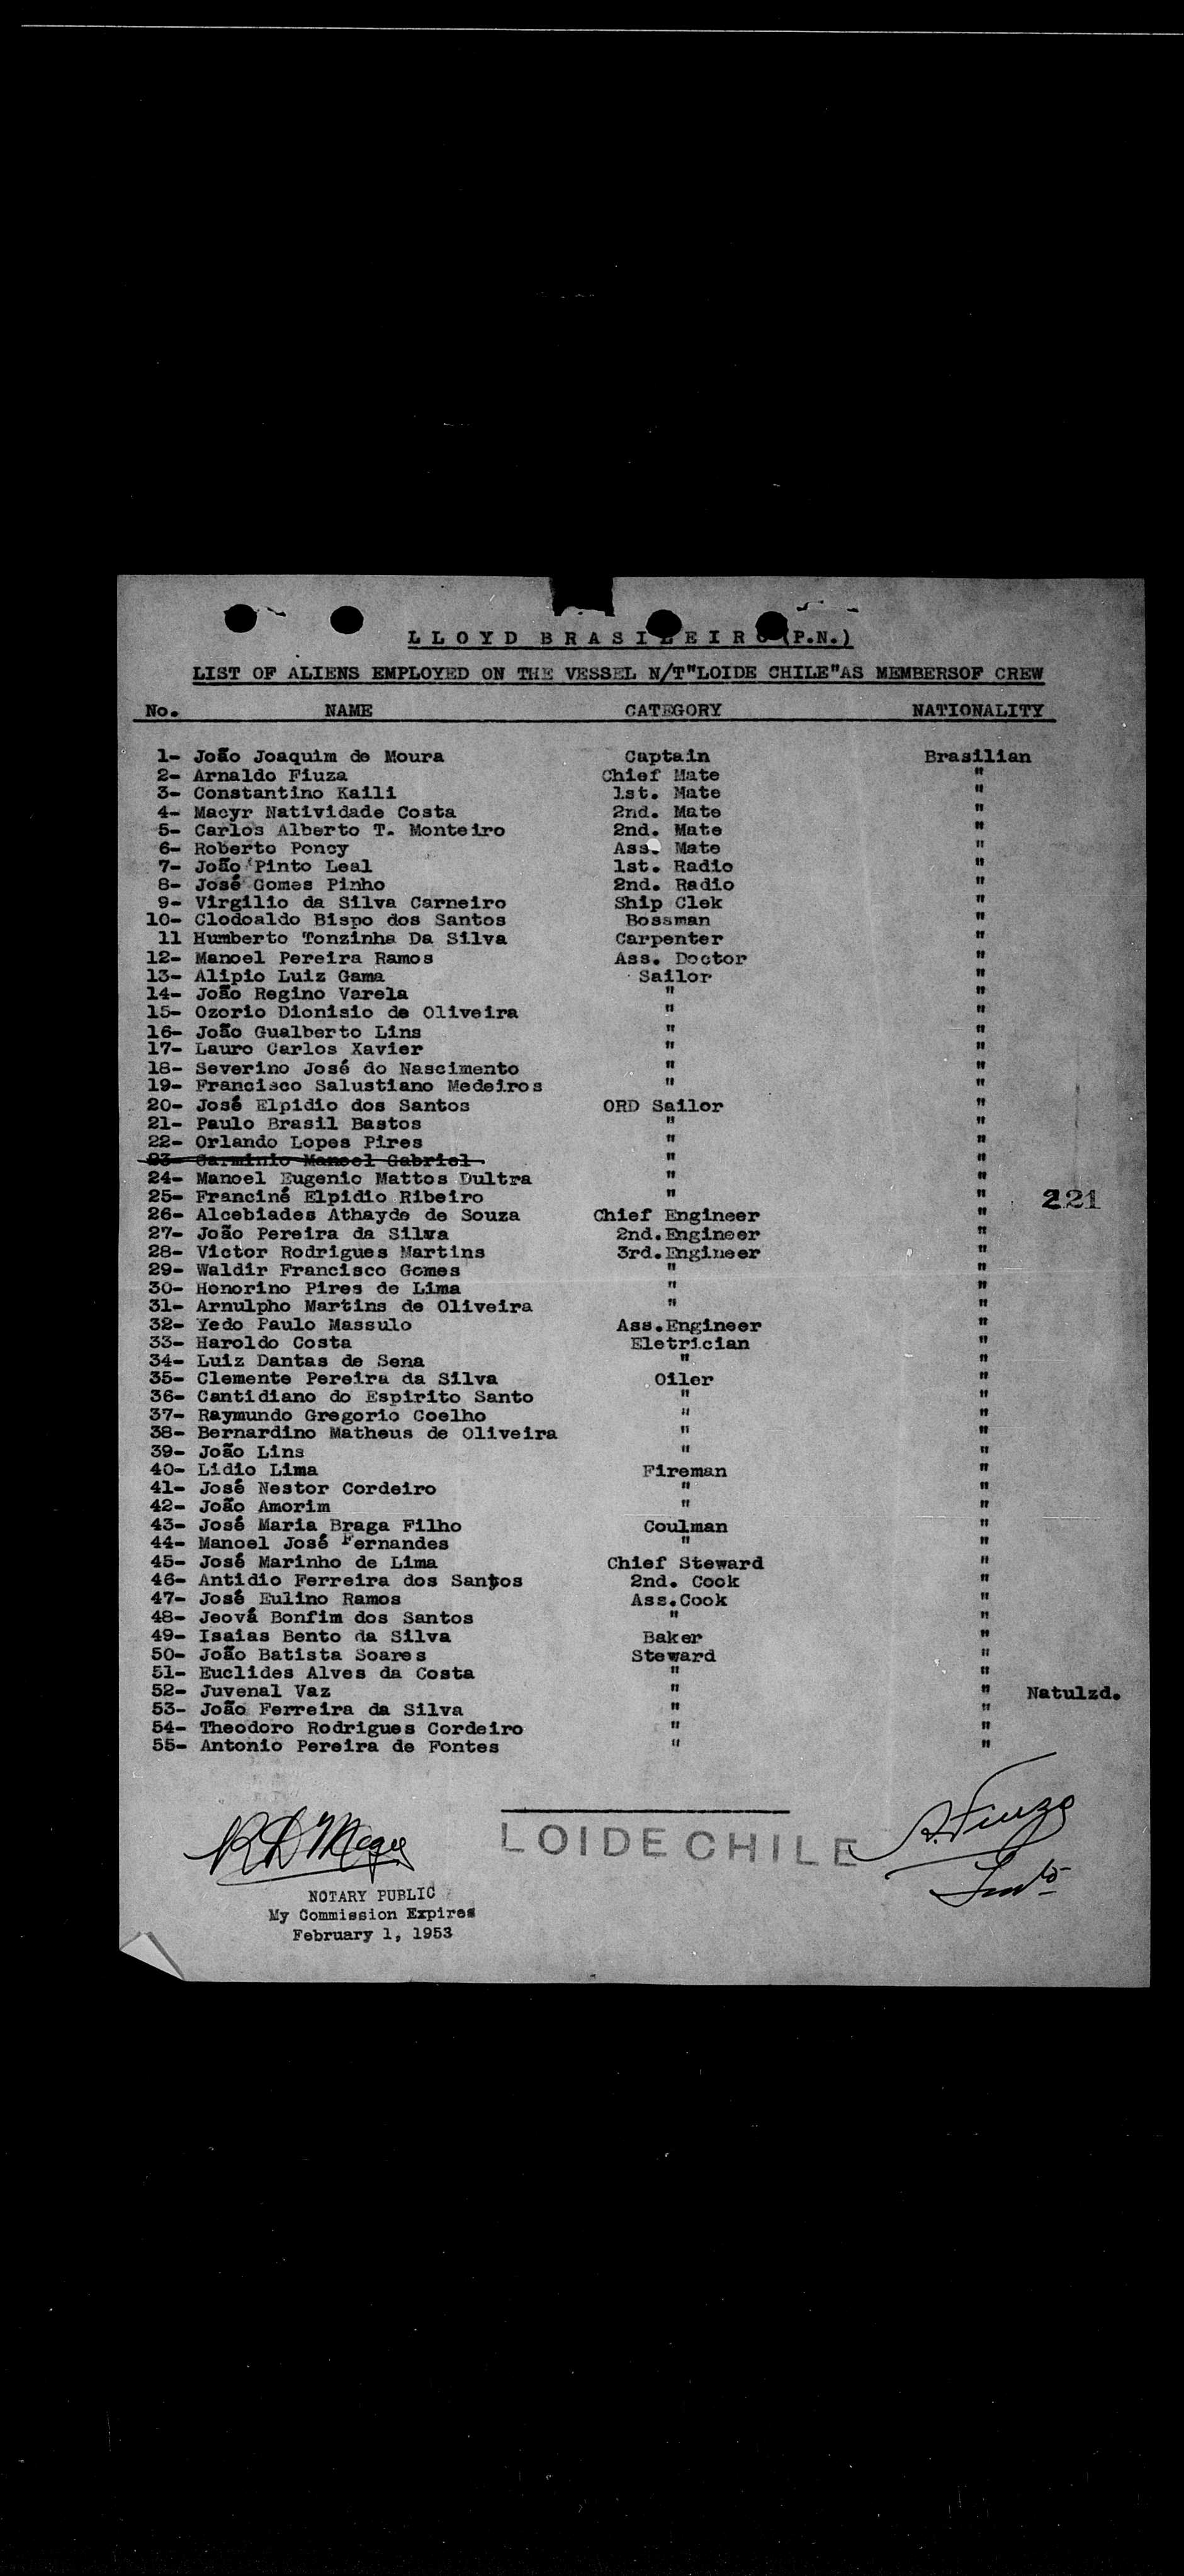 LLOYD BRASILEIRO (P.N.)
LIST OF ALIENS EMPLOYED ON THE VESSEL N/T"LOIDE CHILE"AS MEMBERSOF CREW
No. NAME CATEGORY NATIONALITY
1- João Joaquim de Moura Captain Brasilian
2- Arnaldo Fiuza Chief Mate "
3- Constantino Kaili 1st. Mate "
4- Macyr Natividade Costa 2nd. Mate "
5- Carlos Alberto T. Monteiro 2nd. Mate "
6- Roberto Poncy Ass. Mate "
7- João Pinto Leal 1st. Radio "
8- José Gomes Pinho 2nd. Radio "
9- Virgilio da Silva Carneiro Ship Clek "
10- Clodoaldo Bispo dos Santos Bossman "
11 Humberto Tonzinha Da Silva Carpenter "
12- Manoel Pereira Ramos Ass. Doctor "
13- Alipio Luiz Gama Sailor "
14- João Regino Varela " "
15- Ozorio Dionisio de Oliveira " "
16- João Gualberto Lins " "
17- Lauro Carlos Xavier " "
18- Severino José do Nascimento " "
19- Francisco Salustiano Medeiros " "
20- José Elpidio dos Santos ORD Sailor "
21- Paulo Brasil Bastos " "
22- Orlando Lopes Pires " "
23- Carminio Manoel Gabriel " "
24- Manoel Eugenio Mattos Dultra " "
25- Franciné Elpidio Ribeiro " " 221
26- Alcebiades Athayde de Souza Chief Engineer "
27- João Pereira da Silva 2nd.Engineer "
28- Victor Rodrigues Martins 3rd.Engineer "
29- Waldir Francisco Gomes " "
30- Honorino Pires de Lima " "
31- Arnulpho Martins de Oliveira " "
32- Yedo Paulo Massulo Ass.Engineer "
33- Haroldo Costa Eletrician "
34- Luiz Dantas de Sena " "
35- Clemente Pereira da Silva Oiler "
36- Cantidiano do Espirito Santo " "
37- Raymundo Gregorio Coelho " "
38- Bernardino Matheus de Oliveira " "
39- João Lins " "
40- Lidio Lima Fireman "
41- José Nestor Cordeiro " "
42- João Amorim " "
43- José Maria Braga Filho Coulman "
44- Manoel José Fernandes " "
45- José Marinho de Lima Chief Steward "
46- Antidio Ferreira dos Santos 2nd. Cook "
47- José Eulino Ramos Ass.Cook "
48- Jeová Bonfim dos Santos " "
49- Isaias Bento da Silva Baker "
50- João Batista Soares Steward "
51- Euclides Alves da Costa " "
52- Juvenal Vaz " " Natulzd.
53- João Ferreira da Silva " "
54- Theodoro Rodrigues Cordeiro " "
55- Antonio Pereira de Fontes " "
LOIDE CHILE
A. Fiuza
NOTARY PUBLIC
My Commission Expires
February 1, 1953